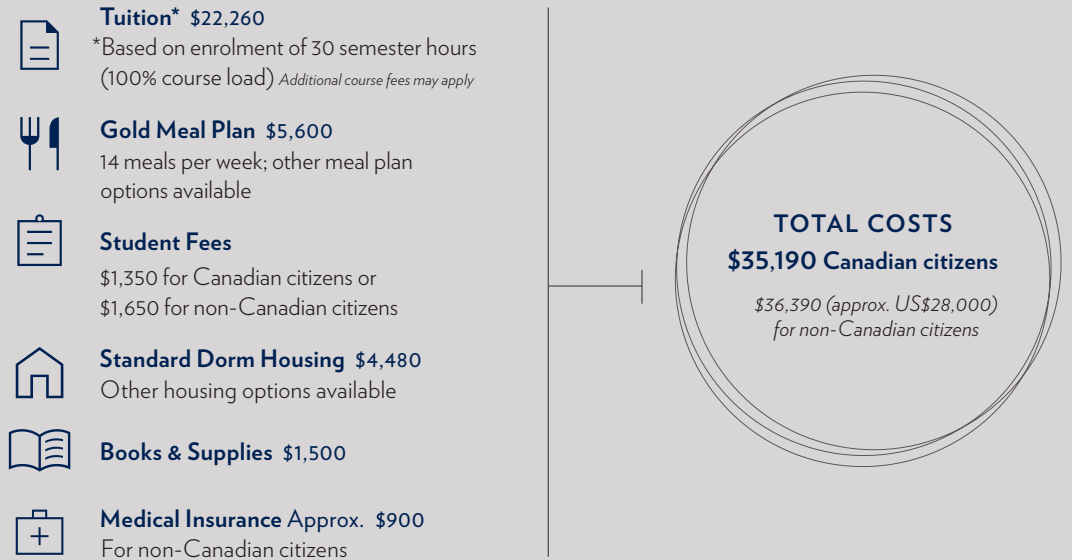 Tuition* $22,260
*Based on enrolment of 30 semester hours
(100% course load) Additional course fees may apply
Gold Meal Plan $5,600
14 meals per week; other meal plan
options available
Student Fees
$1,350 for Canadian citizens or
$1,650 for non-Canadian citizens
Standard Dorm Housing $4,480
Other housing options available
Books & Supplies $1,500
Medical Insurance Approx. $900
For non-Canadian citizens
TOTAL COSTS
$35,190 Canadian citizens
$36,390 (approx. US$28,000)
for non-Canadian citizens